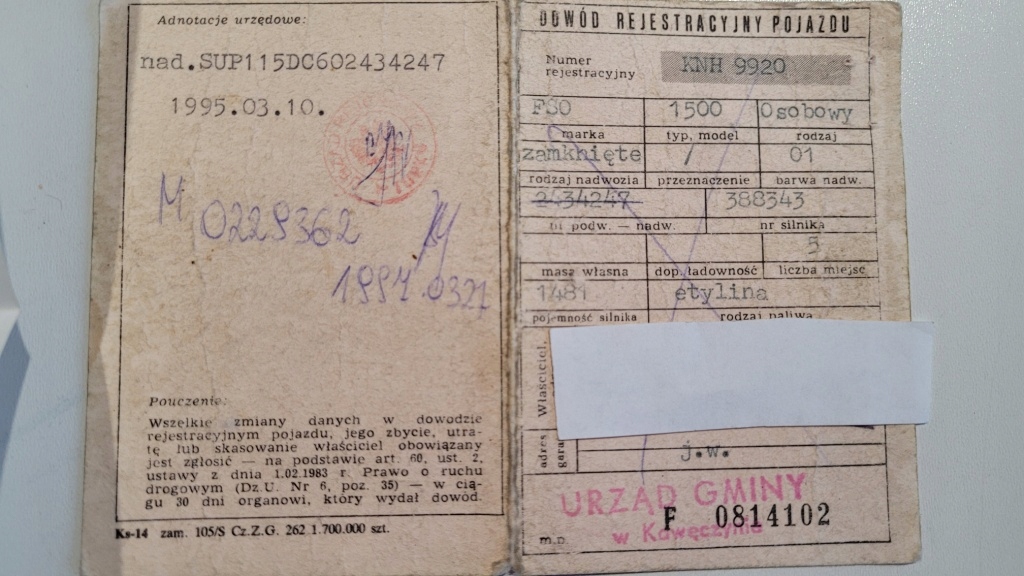 Adnotacje urzędowe:
nad.SUP115DC602434247
1995.03.10.
M 0229362
1997.0321
Pouczenie:
Wszelkie zmiany danych w dowodzie
rejestracyjnym pojazdu, jego zbycie, utra-
tę lub skasowanie właściciel obowiązany
jest zgłosić — na podstawie art. 60, ust. 2,
ustawy z dnia 1.02.1983 r. Prawo o ruchu
drogowym (Dz.U. Nr 6, poz. 35) — w cią-
gu 30 dni organowi, który wydał dowód.
Ks-14 zam. 105/S Cz.Z.G. 262 1.700.000 szt.
DOWÓD REJESTRACYJNY POJAZDU
Numer
rejestracyjny
KNH 9920
FSO 1500 Osobowy
marka typ, model rodzaj
zamknięte / 01
rodzaj nadwozia przeznaczenie barwa nadw.
2434247 388343
nr podw. — nadw. nr silnika
5
masa własna dop. ładowność liczba miejsc
1481 etylina
pojemność silnika rodzaj paliwa
Właściciel,
adres
gara
j.w.
URZĄD GMINY
w Kawęczynie
F 0814102
m.p.